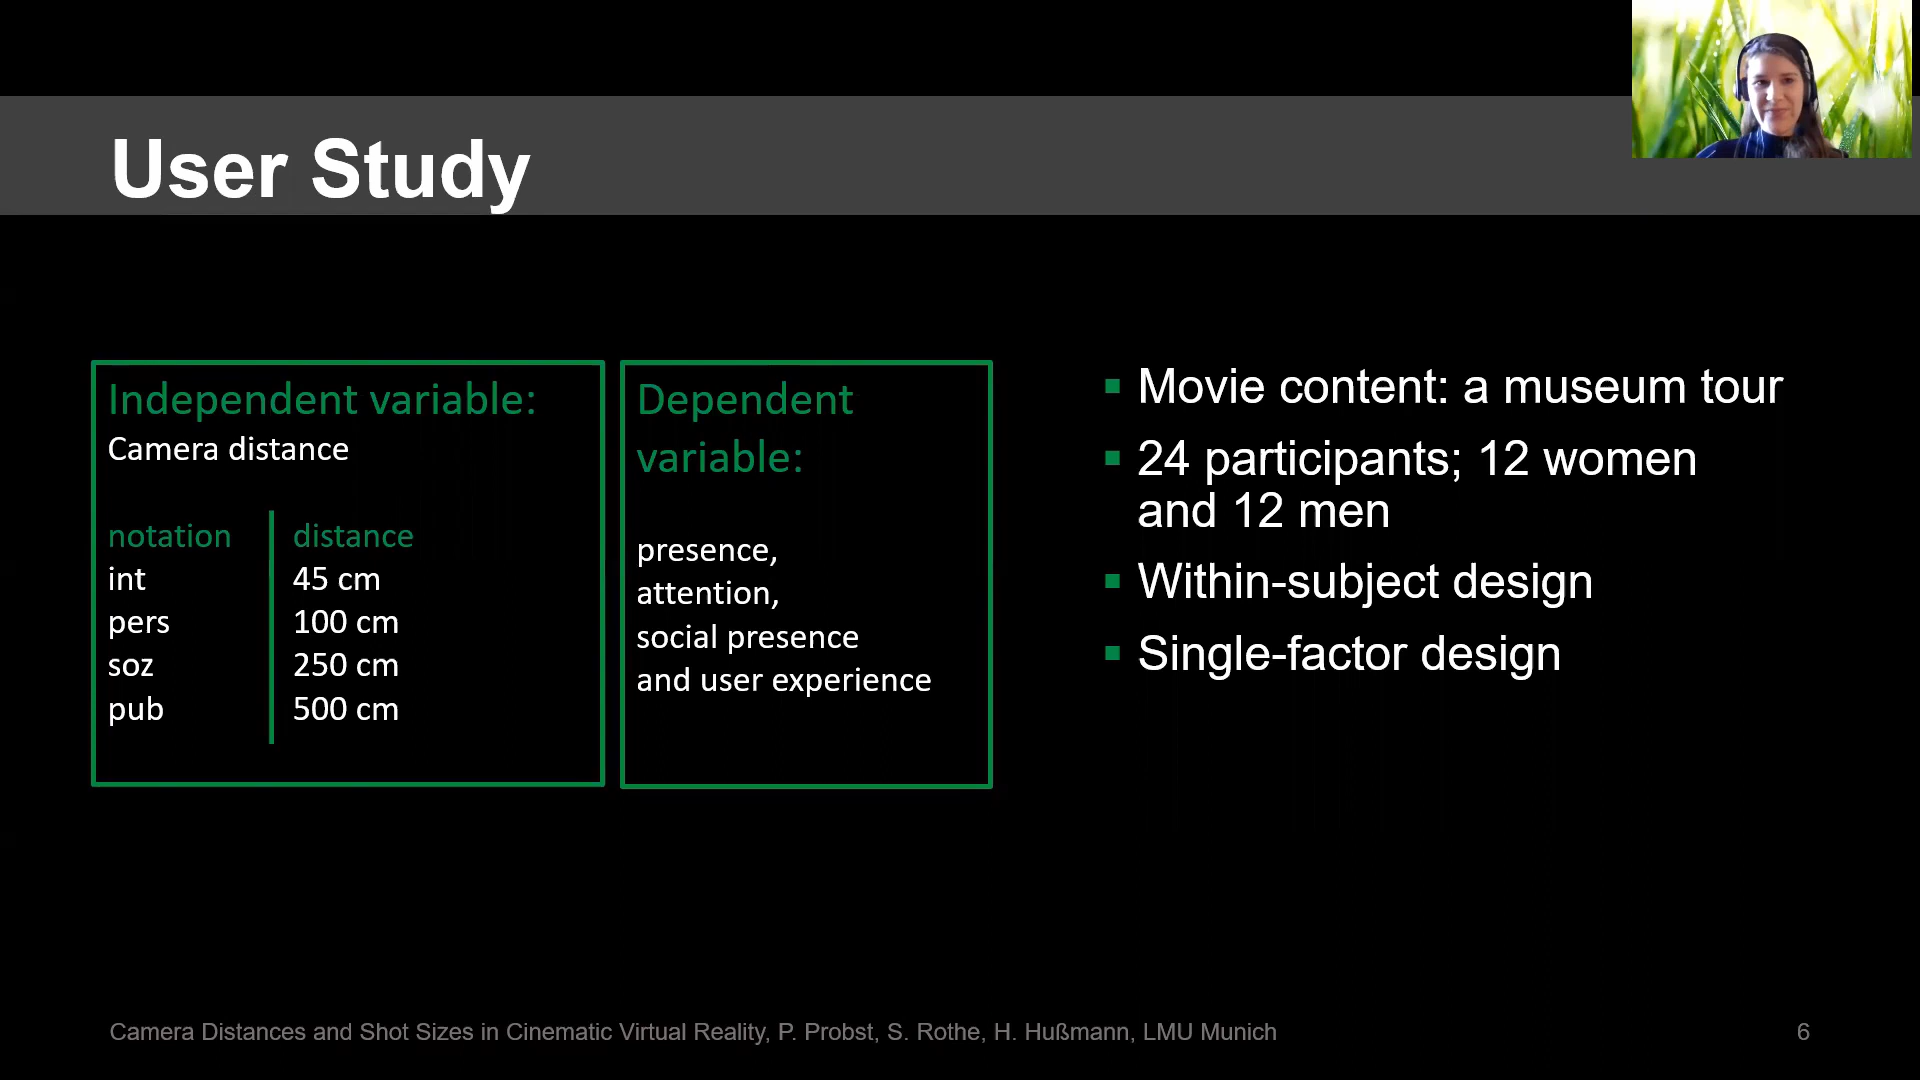 User Study
Independent variable:
Camera distance
notation distance
int 45 cm
pers 100 cm
soz 250 cm
pub 500 cm
Dependent
variable:
presence,
attention,
social presence
and user experience
Movie content: a museum tour
24 participants; 12 women
and 12 men
Within-subject design
Single-factor design
Camera Distances and Shot Sizes in Cinematic Virtual Reality, P. Probst, S. Rothe, H. Hußmann, LMU Munich
6